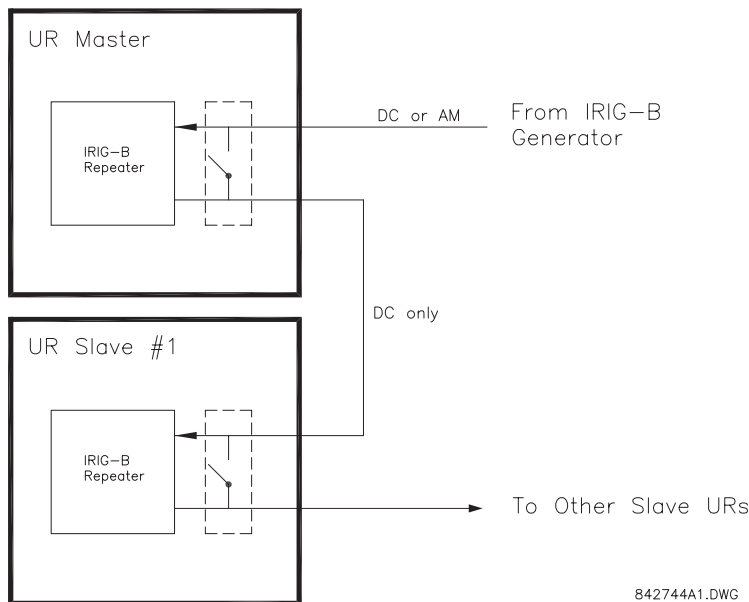 UR Master
IRIG-B
Repeater
DC or AM
From IRIG-B
Generator
DC only
UR Slave #1
IRIG-B
Repeater
To Other Slave URs
842744A1.DWG